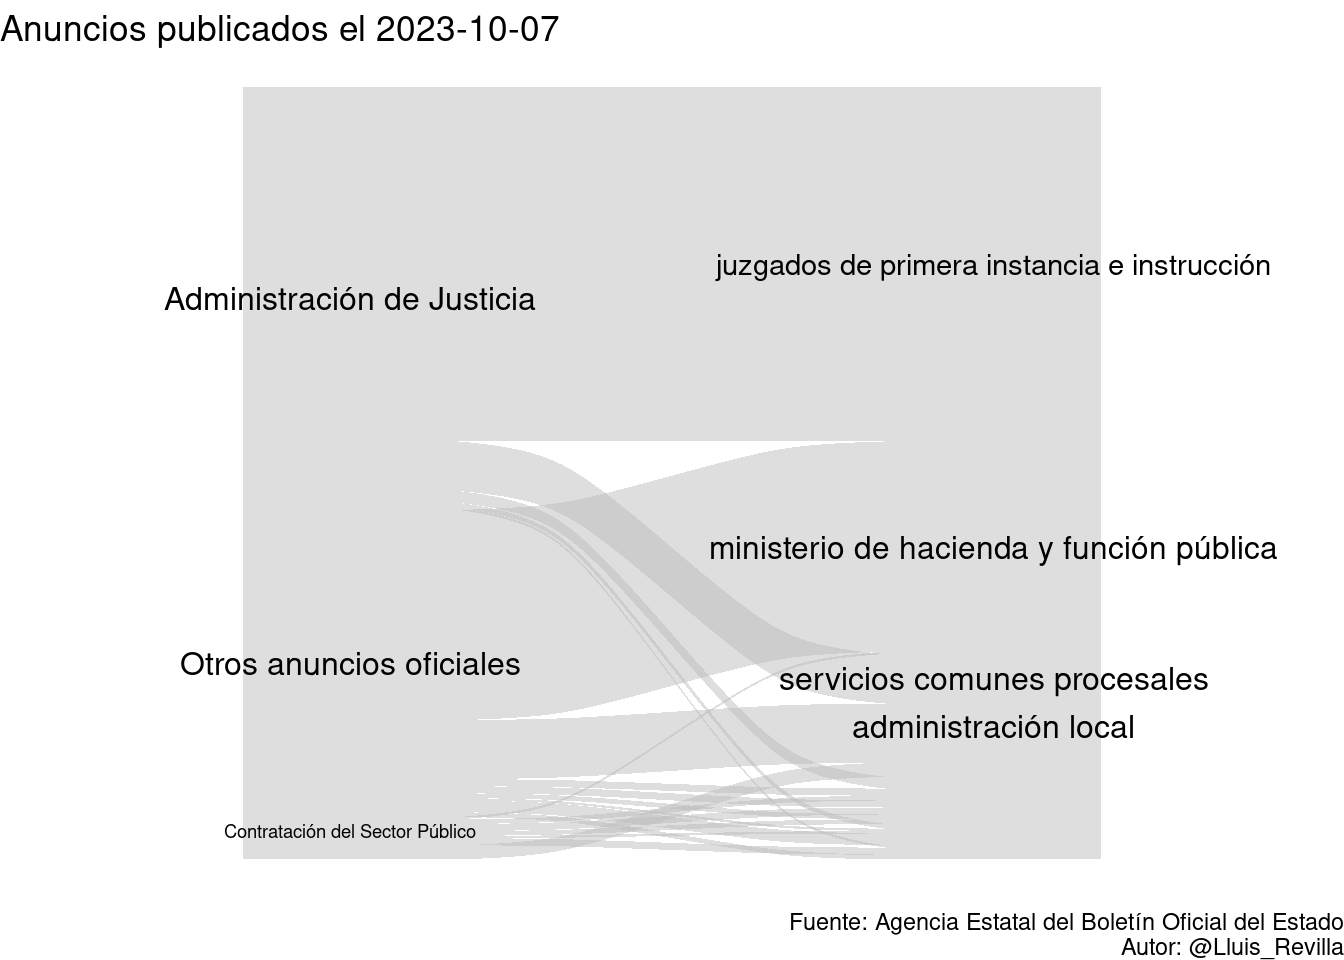 Anuncios publicados el 2023-10-07
juzgados de primera instancia e instrucción
Administración de Justicia
ministerio de hacienda y función pública
Otros anuncios oficiales
servicios comunes procesales
administración local
Contratación del Sector Público
Fuente: Agencia Estatal del Boletín Oficial del Estado
Autor: @Lluis_Revilla